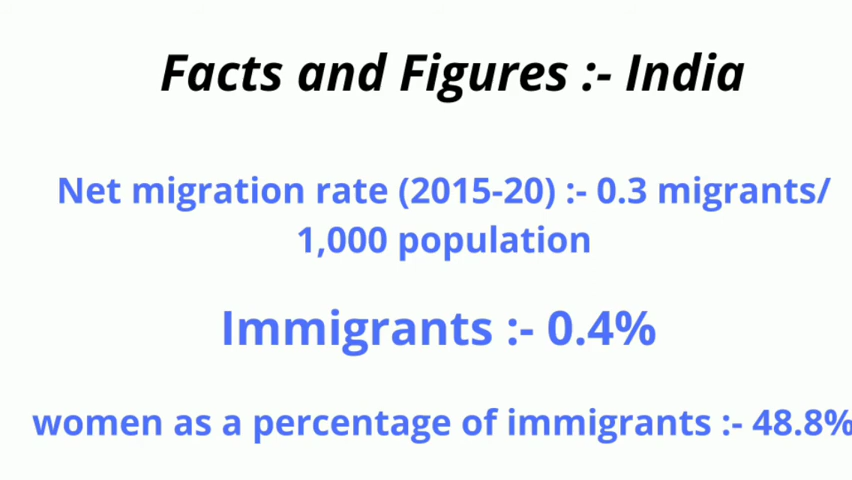 Facts and Figures :- India
Net migration rate (2015-20) :- 0.3 migrants/
1,000 population
Immigrants :- 0.4%
women as a percentage of immigrants :- 48.8%